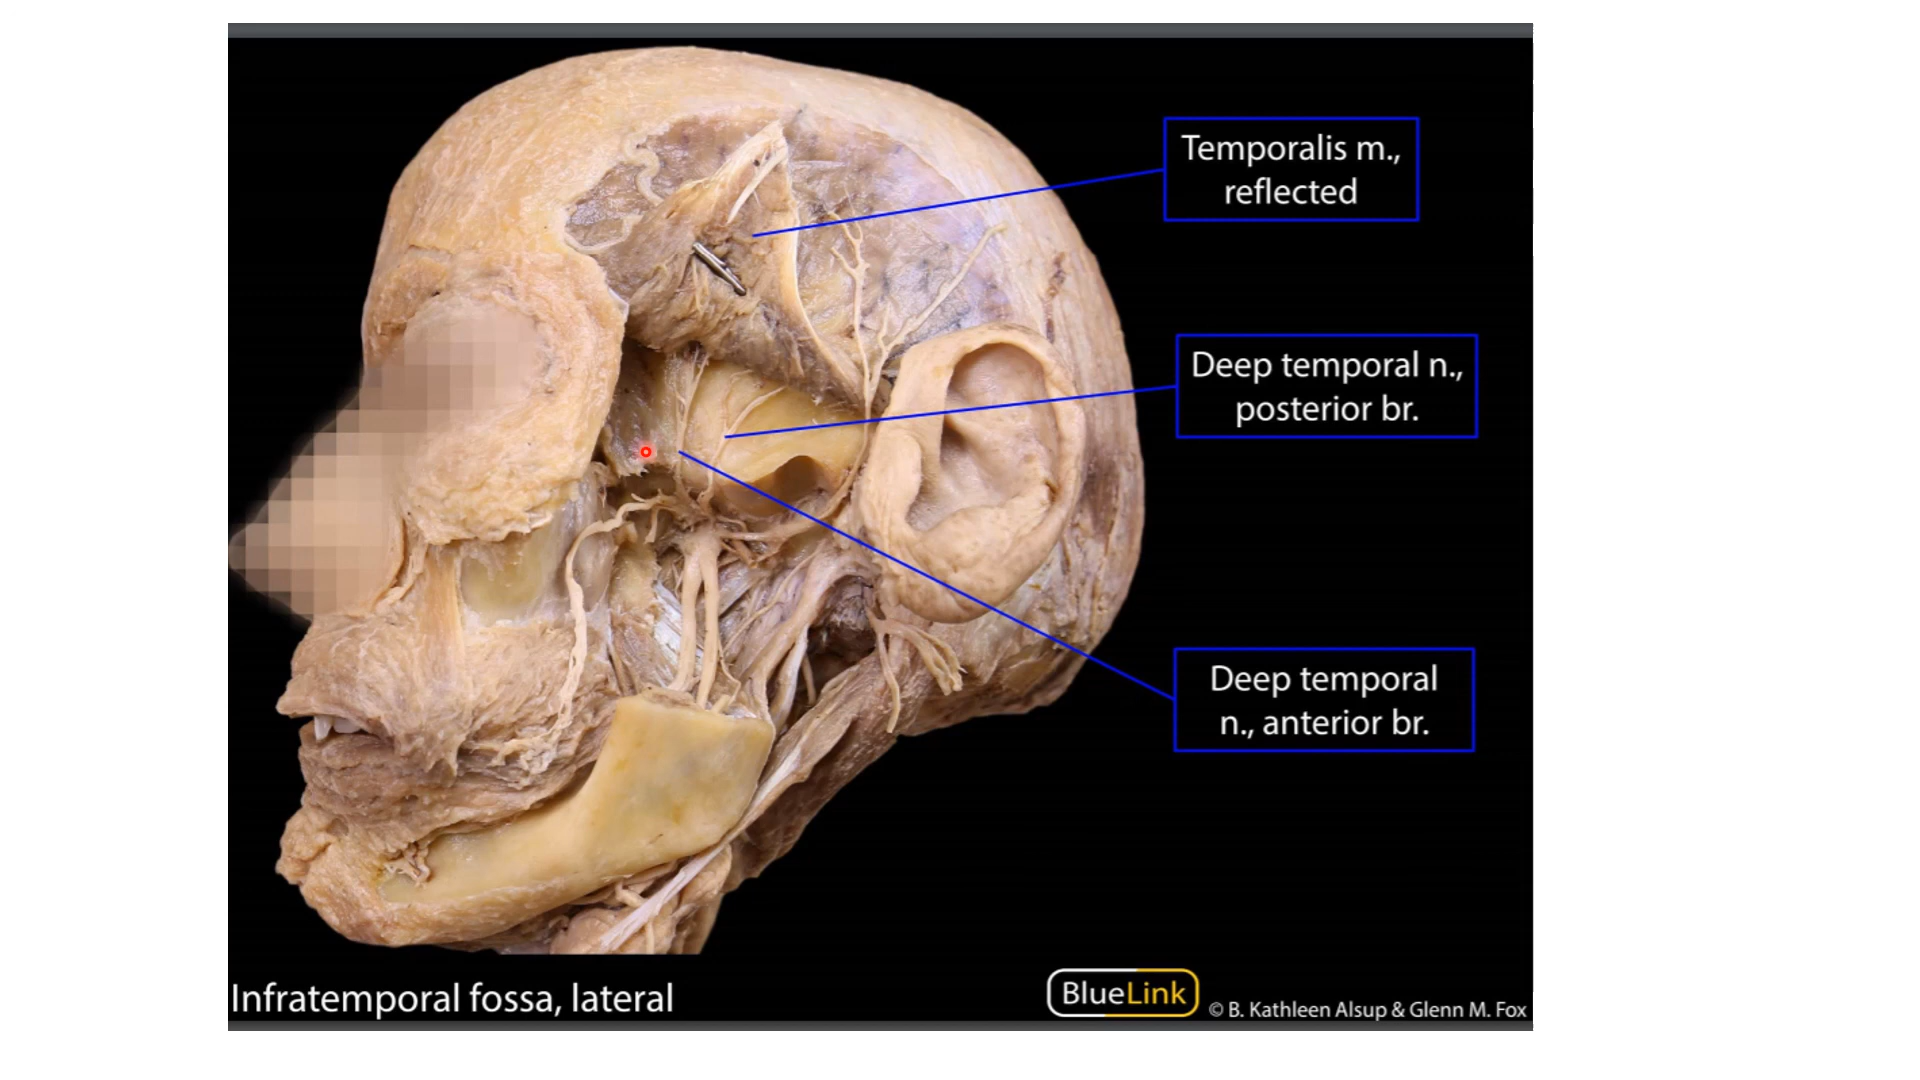 Temporalis m.,
reflected
Deep temporal n.,
posterior br.
Deep temporal
n., anterior br.
Infratemporal fossa, lateral
BlueLink
© B. Kathleen Alsup & Glenn M. Fox